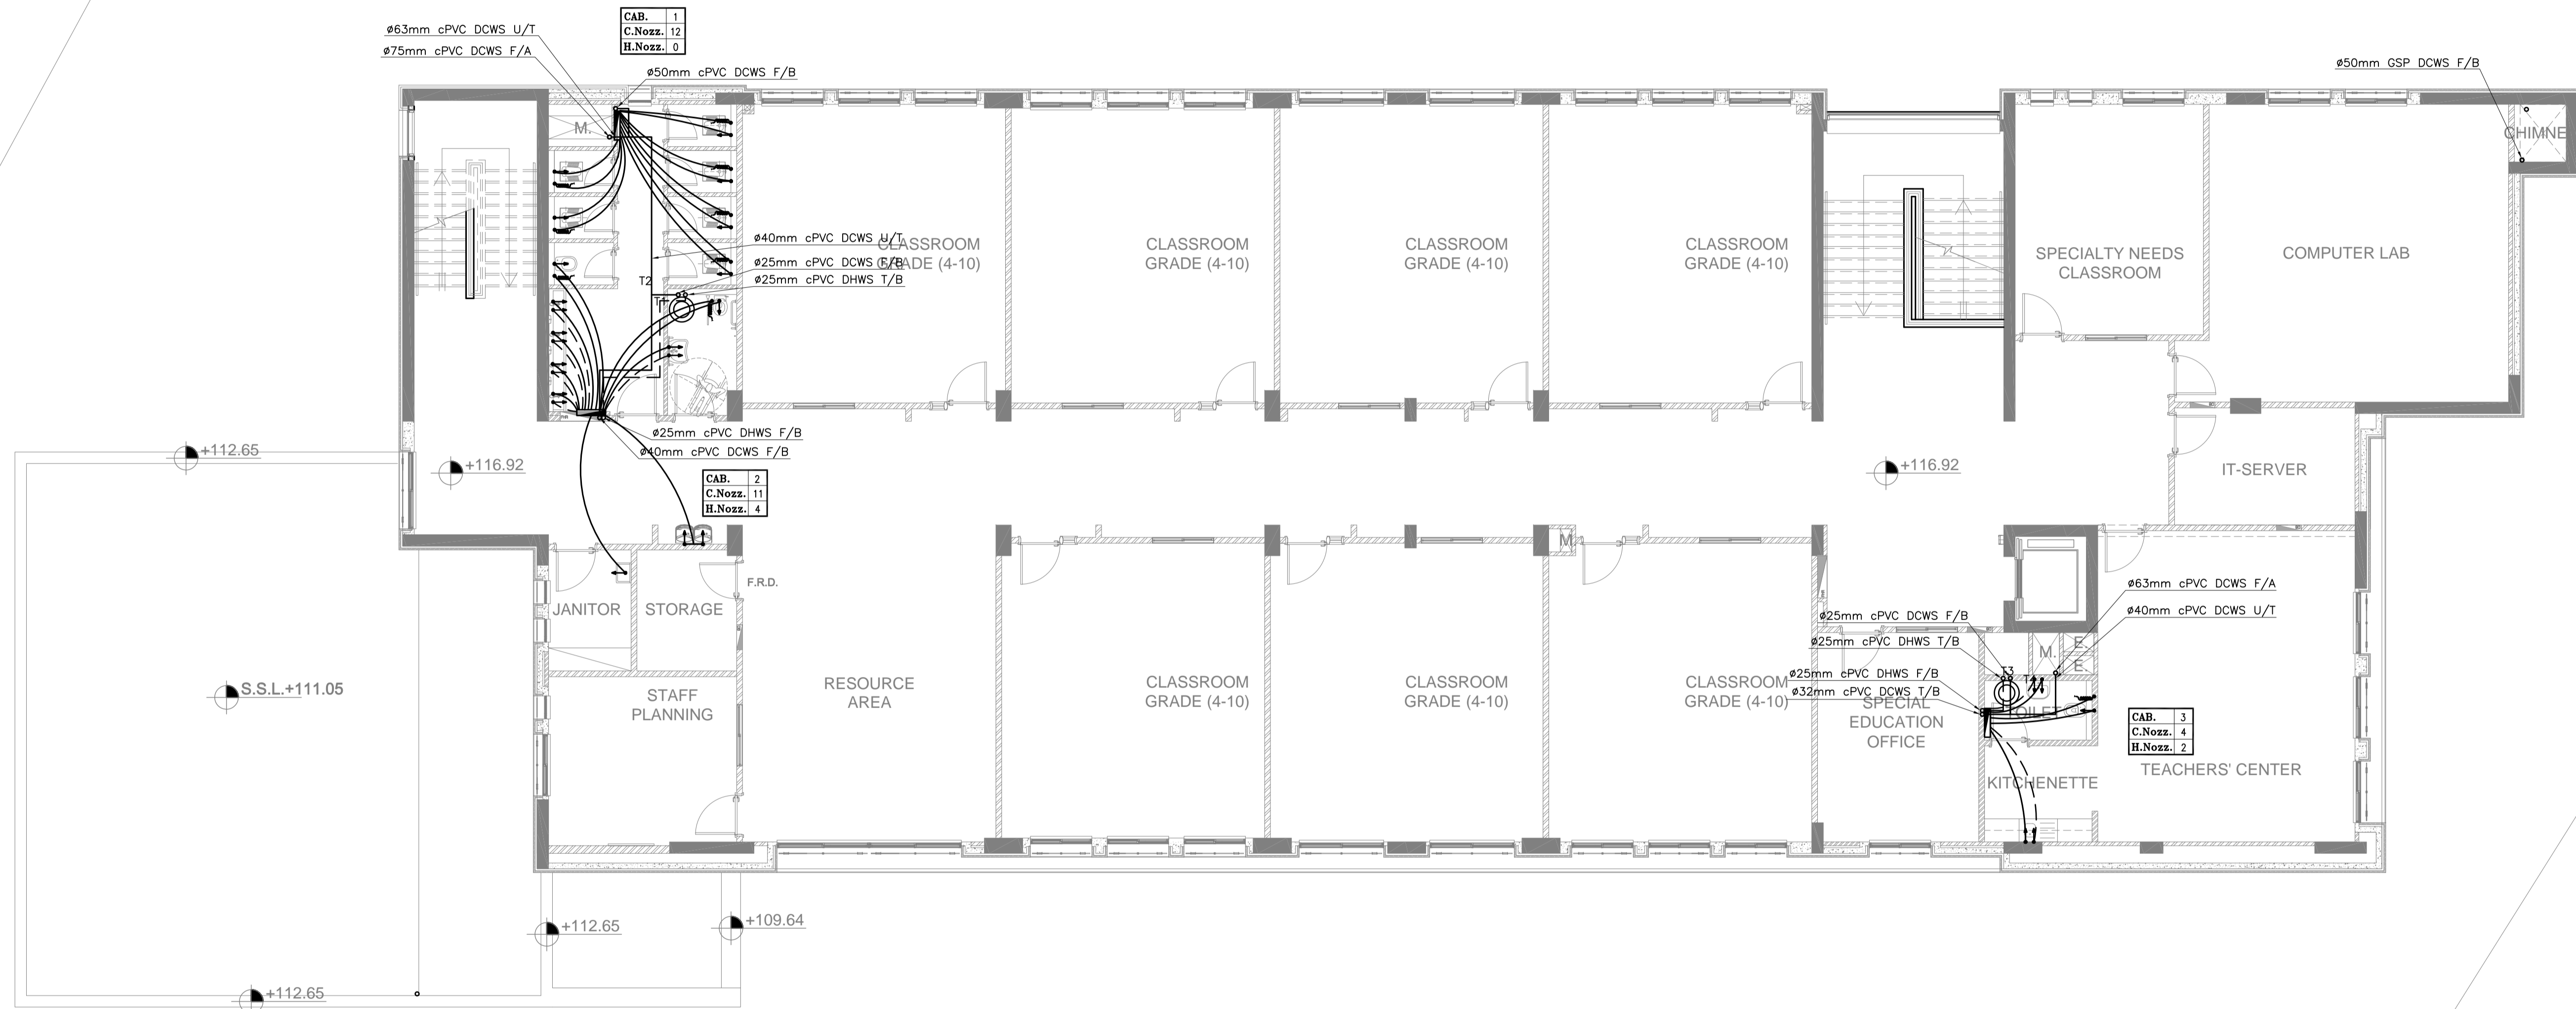 CAB. 1
C.Nozz. 12
H.Nozz. 0
ø63mm cPVC DCWS U/T
ø75mm cPVC DCWS F/A
ø50mm cPVC DCWS F/B
ø50mm GSP DCWS F/B
M.
CHIMNE
ø40mm cPVC DCWS U/T
ø25mm cPVC DCWS F/B
ø25mm cPVC DHWS T/B
T2
T1
CLASSROOM
GRADE (4-10)
CLASSROOM
GRADE (4-10)
CLASSROOM
GRADE (4-10)
CLASSROOM
GRADE (4-10)
SPECIALTY NEEDS
CLASSROOM
COMPUTER LAB
ø25mm cPVC DHWS F/B
ø40mm cPVC DCWS F/B
+112.65
+116.92
+116.92
IT-SERVER
CAB. 2
C.Nozz. 11
H.Nozz. 4
M
F.R.D.
JANITOR
STORAGE
ø63mm cPVC DCWS F/A
ø40mm cPVC DCWS U/T
ø25mm cPVC DCWS F/B
ø25mm cPVC DHWS T/B
ø25mm cPVC DHWS F/B
ø32mm cPVC DCWS T/B
M.
E.
E.
T3
TOILET
S.S.L.+111.05
STAFF
PLANNING
RESOURCE
AREA
CLASSROOM
GRADE (4-10)
CLASSROOM
GRADE (4-10)
CLASSROOM
GRADE (4-10)
SPECIAL
EDUCATION
OFFICE
CAB. 3
C.Nozz. 4
H.Nozz. 2
KITCHENETTE
TEACHERS' CENTER
+112.65
+109.64
+112.65